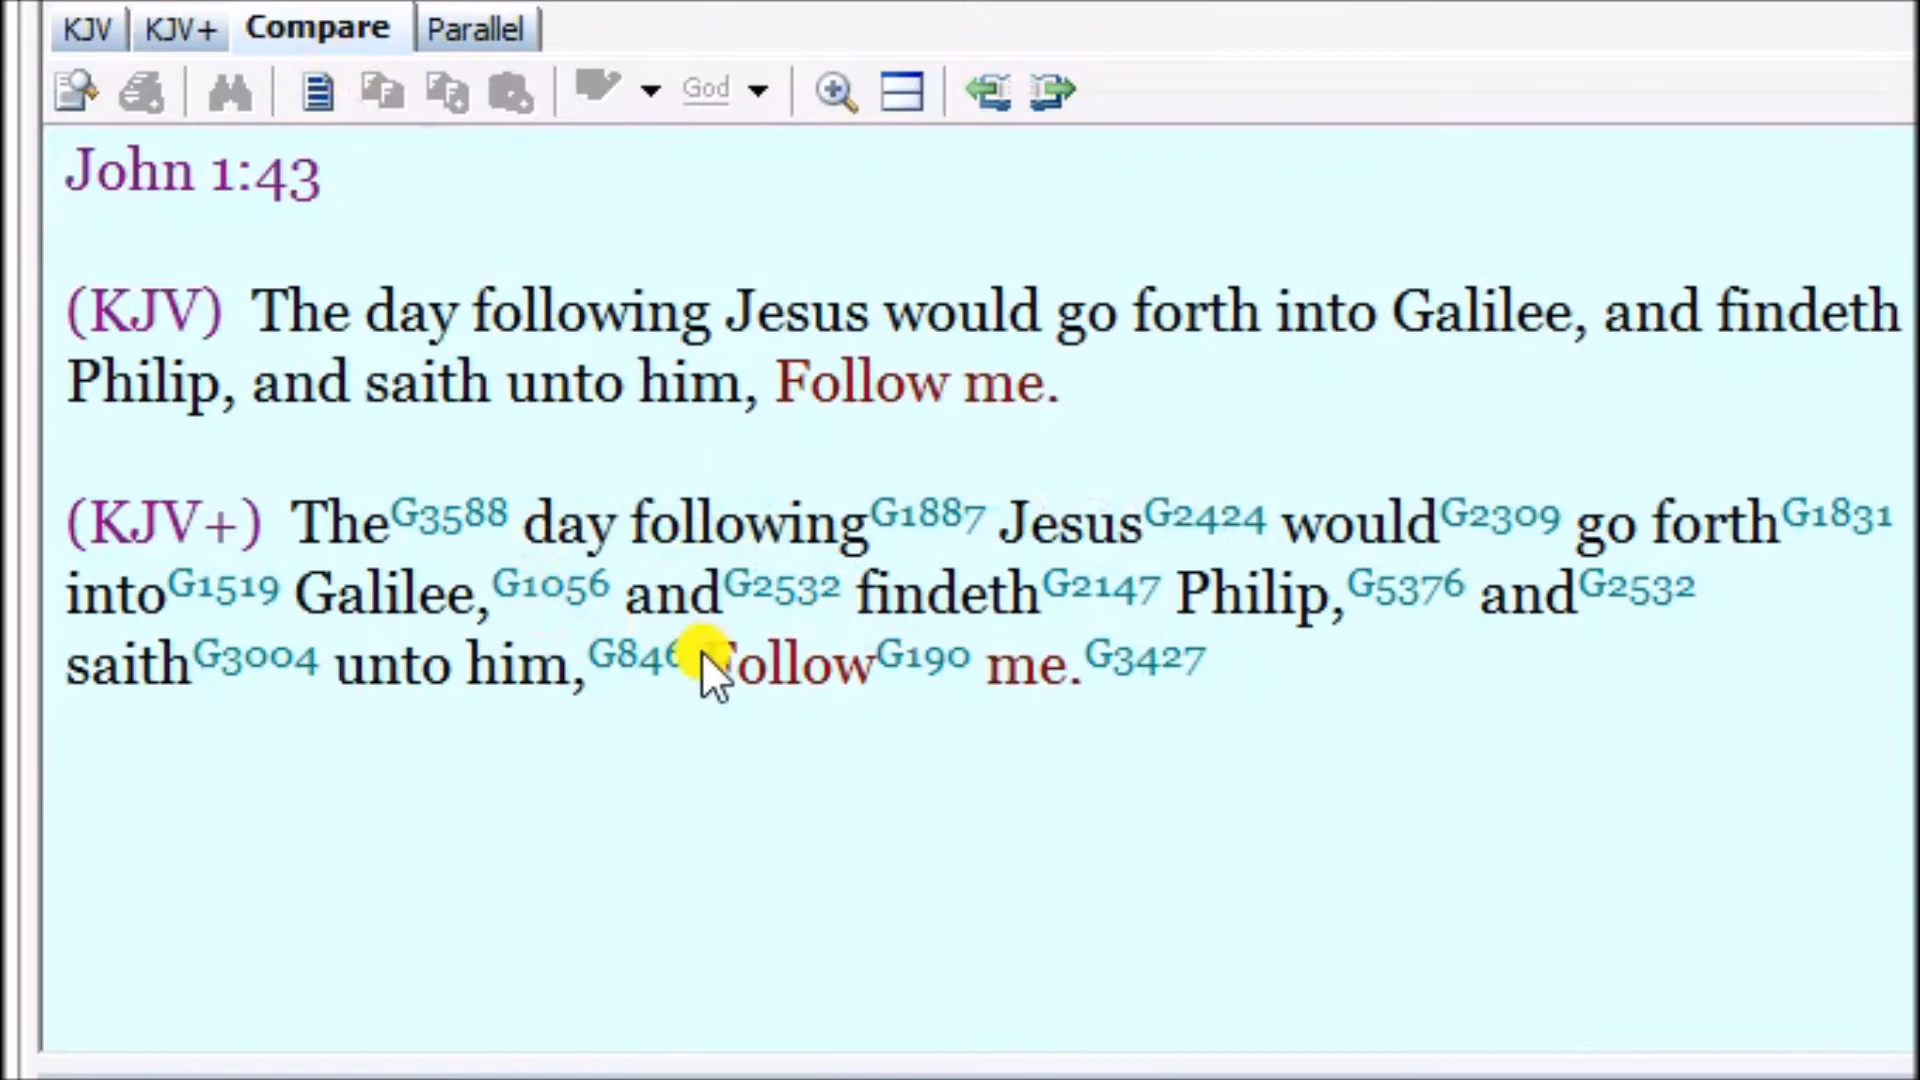 KJV KJV+ Compare Parallel
God
John 1:43
(KJV) The day following Jesus would go forth into Galilee, and findeth
Philip, and saith unto him, Follow me.
(KJV+) TheG3588 day followingG1887 JesusG2424 wouldG2309 go forthG1831
intoG1519 Galilee,G1056 andG2532 findethG2147 Philip,G5376 andG2532
saithG3004 unto him,G846 FollowG190 me.G3427